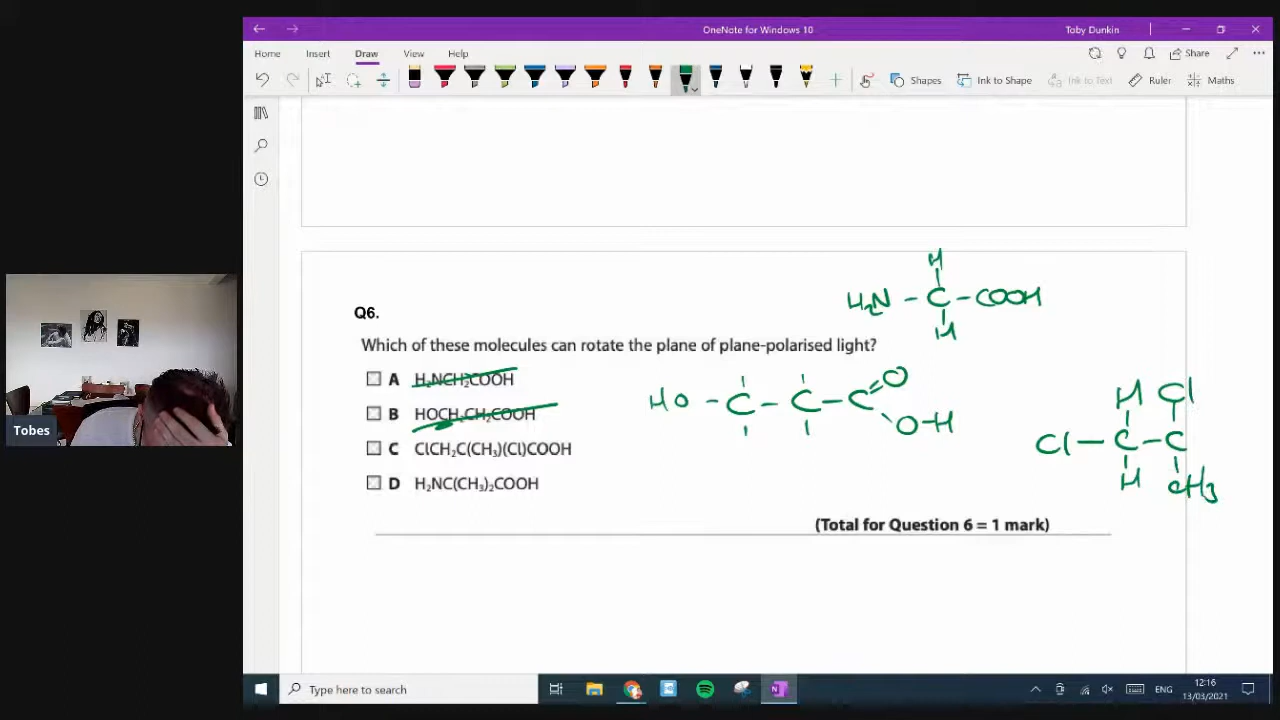 OneNote for Windows 10
Toby Dunkin
Home Insert Draw View Help
Share
Shapes Ink to Shape Ink to Text Ruler Maths
Q6.
Which of these molecules can rotate the plane of plane-polarised light?
A H₂NCH₂COOH
B HOCH₂CH₂COOH
C ClCH₂C(CH₃)(Cl)COOH
D H₂NC(CH₃)₂COOH
(Total for Question 6 = 1 mark)
H
H₂N - C - COOH
H
HO - C - C - C = O
O-H
H Cl
Cl - C - C
H CH₃
Tobes
Type here to search
ENG
12:16
13/03/2021